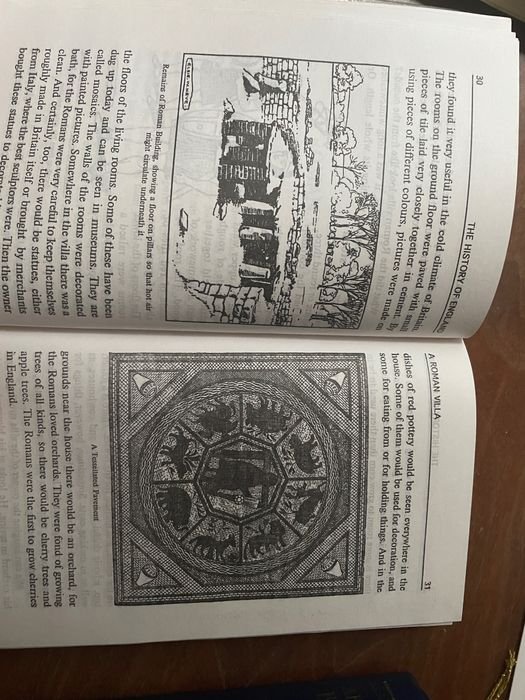 30
THE HISTORY OF ENGLAND
they found it very useful in the cold climate of Britain.
The rooms on the ground floor were paved with small
pieces of tile laid very closely together in cement. By
using pieces of different colours, pictures were made on
Remains of Roman Building, showing floor on pillars so that hot air
might circulate underneath it
the floors of the living rooms. Some of these have been
dug up today and can be seen in museums. They are
called mosaics. The walls of the rooms were decorated
with painted pictures. Somewhere in the villa there was a
bath, for the Romans were very careful to keep themselves
clean. And certainly, too, there would be statues, either
roughly made in Britain itself or brought by merchants
from Italy, where the best sculptors were. Then the owner
bought these statues to
A ROMAN VILLA
31
dishes of red pottery would be seen everywhere in the
house. Some of them would be used for decoration, and
some for eating from or for holding things. And in the
A Tessellated Pavement
grounds near the house there would be an orchard, for
the Romans loved orchards. They were fond of growing
trees of all kinds, so there would be cherry trees and
apple trees. The Romans were the first to grow cherries
in England.